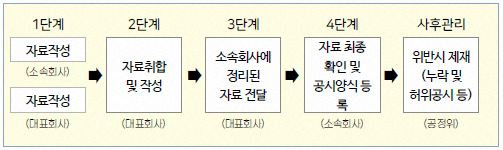 1단계
자료작성
(소속회사)
자료작성
(대표회사)
2단계
자료취합
및 작성
(대표회사)
3단계
소속회사에
정리된
자료 전달
(대표회사)
4단계
자료 최종
확인 및
공시양식 등
록
(소속회사)
사후관리
위반시 제재
(누락 및
허위공시 등)
(공정위)